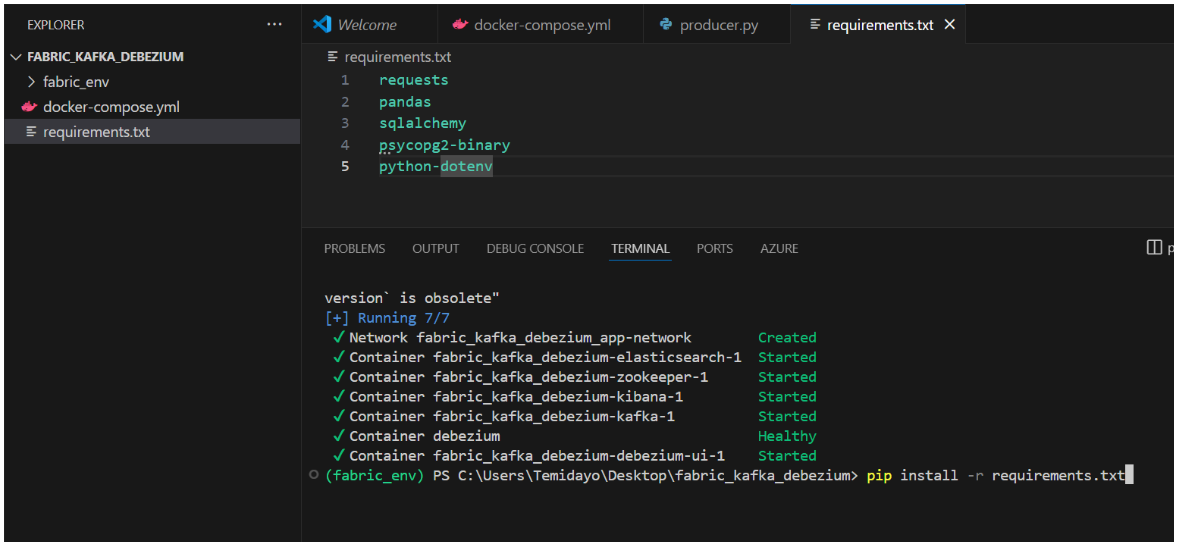 EXPLORER ...
FABRIC_KAFKA_DEBEZIUM
fabric_env
docker-compose.yml
requirements.txt
Welcome docker-compose.yml producer.py requirements.txt
requirements.txt
1 requests
2 pandas
3 sqlalchemy
4 psycopg2-binary
5 python-dotenv
PROBLEMS OUTPUT DEBUG CONSOLE TERMINAL PORTS AZURE p
version` is obsolete"
[+] Running 7/7
✓ Network fabric_kafka_debezium_app-network Created
✓ Container fabric_kafka_debezium-elasticsearch-1 Started
✓ Container fabric_kafka_debezium-zookeeper-1 Started
✓ Container fabric_kafka_debezium-kibana-1 Started
✓ Container fabric_kafka_debezium-kafka-1 Started
✓ Container debezium Healthy
✓ Container fabric_kafka_debezium-debezium-ui-1 Started
(fabric_env) PS C:\Users\Temidayo\Desktop\fabric_kafka_debezium> pip install -r requirements.txt